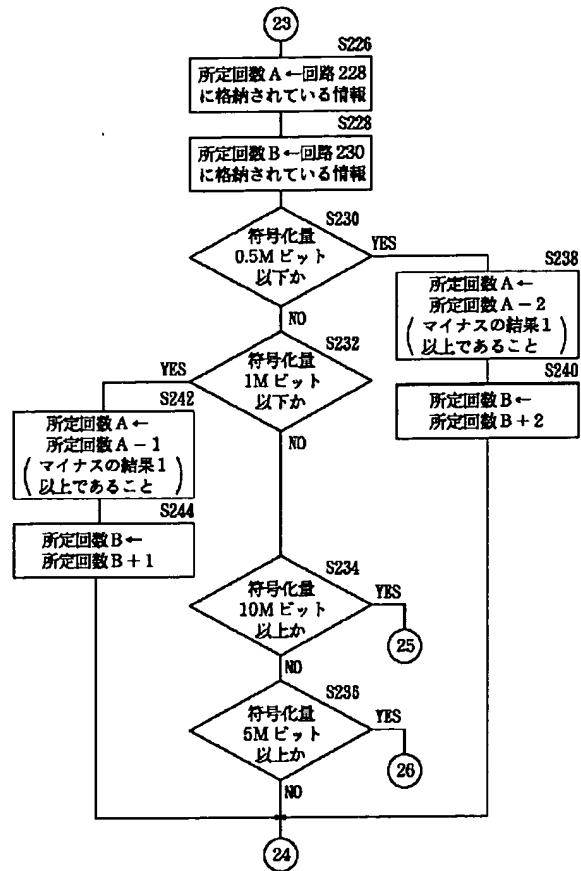 23
S226
所定回数A←回路228
に格納されている情報
S228
所定回数B←回路230
に格納されている情報
S230
符号化量
0.5Mビット
以下か
YES
NO
S238
所定回数A←
所定回数A-2
(マイナスの結果1
以上であること)
S240
所定回数B←
所定回数B+2
S232
符号化量
1Mビット
以下か
YES
NO
S242
所定回数A←
所定回数A-1
(マイナスの結果1
以上であること)
S244
所定回数B←
所定回数B+1
S234
符号化量
10Mビット
以上か
YES
25
NO
S236
符号化量
5Mビット
以上か
YES
26
NO
24